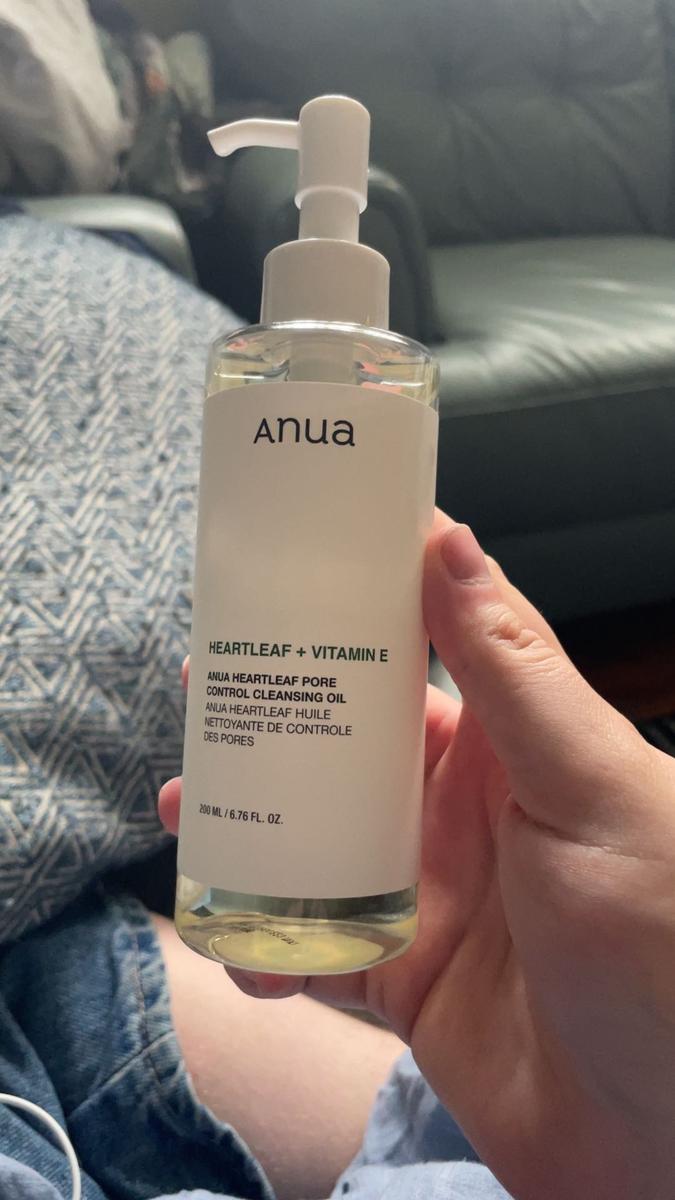 Anua
HEARTLEAF + VITAMIN E
ANUA HEARTLEAF PORE
CONTROL CLEANSING OIL
ANUA HEARTLEAF HUILE
NETTOYANTE DE CONTROLE
DES PORES
200 ML / 6.76 FL. OZ.